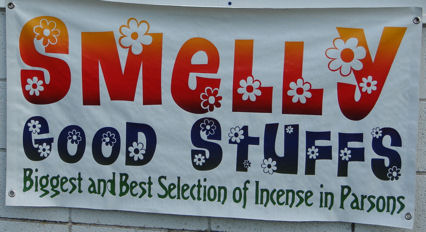 SMeLLY
GOOD STUFFS
Biggest and Best Selection of Incense in Parsons